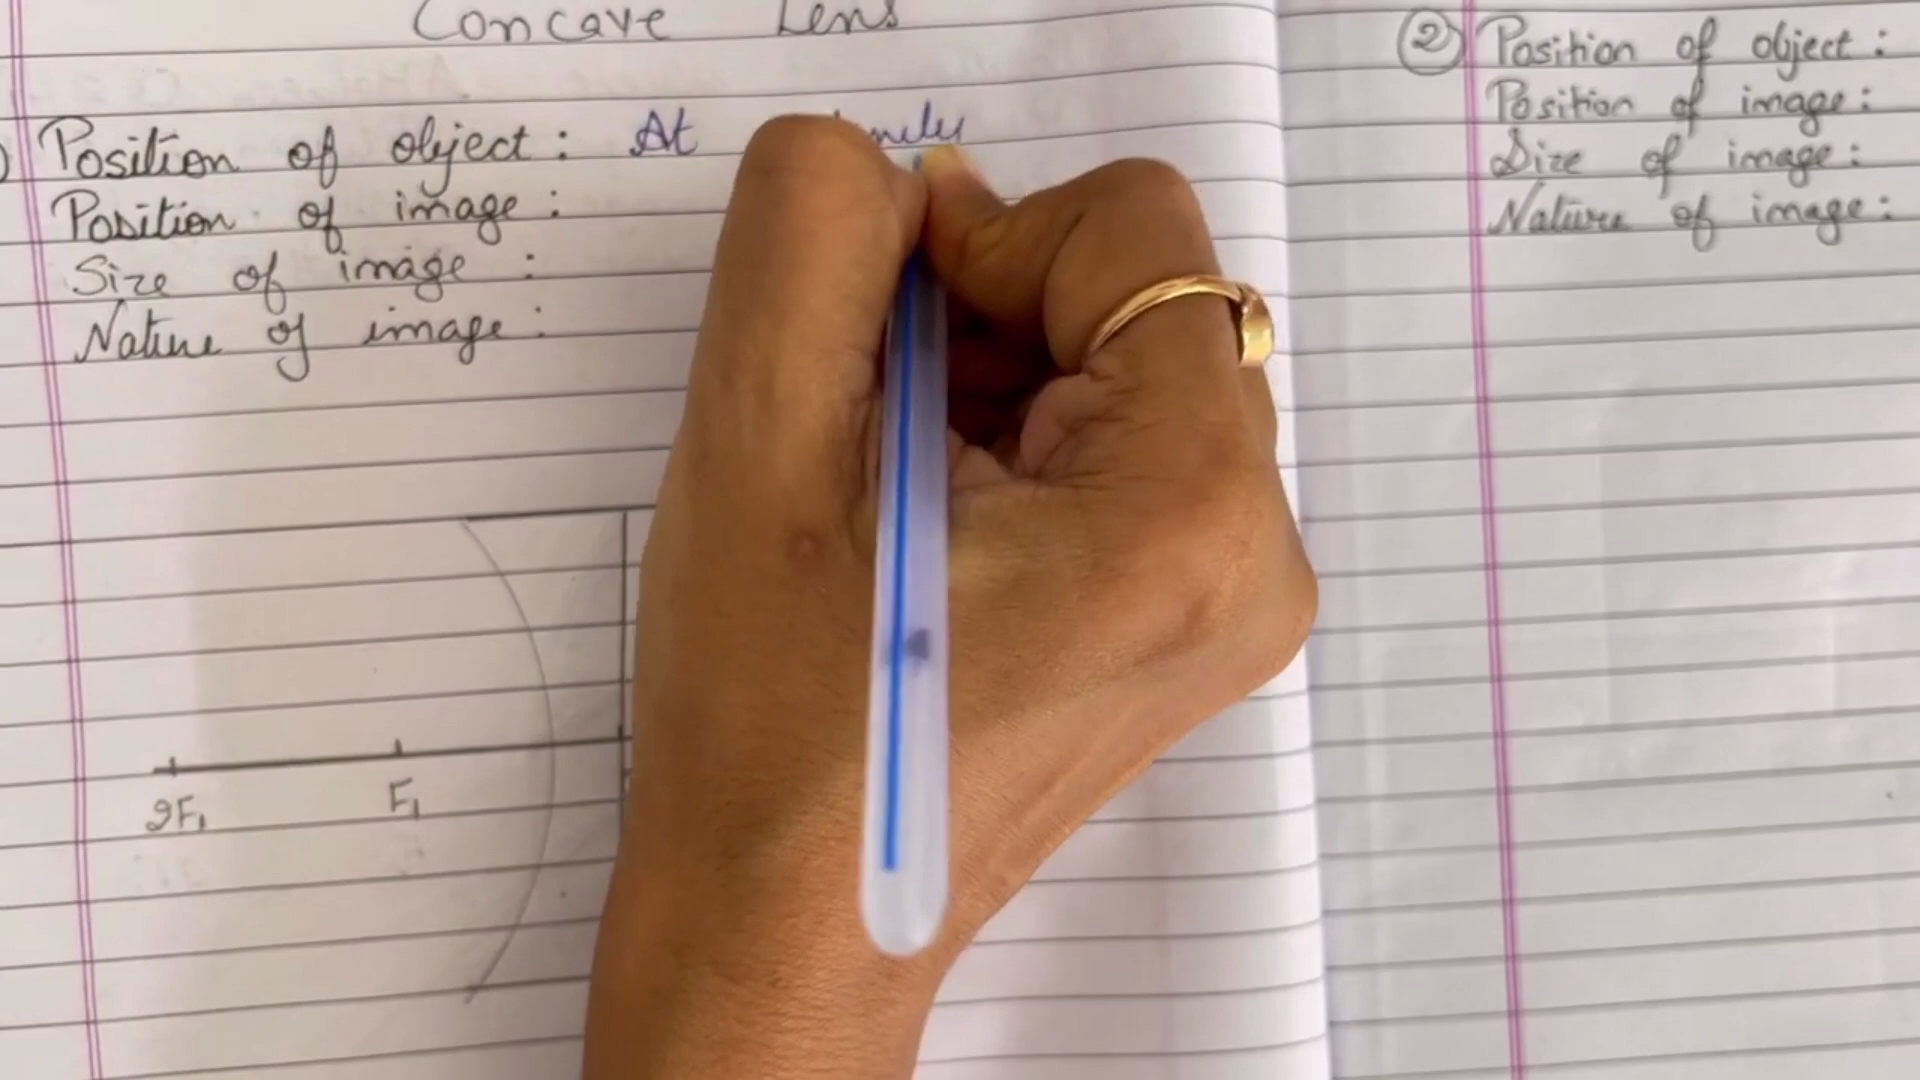 Concave Lens
Position of object : At
Position of image :
Size of image :
Nature of image :
2F₁
F₁
② Position of object :
Position of image :
Size of image :
Nature of image :